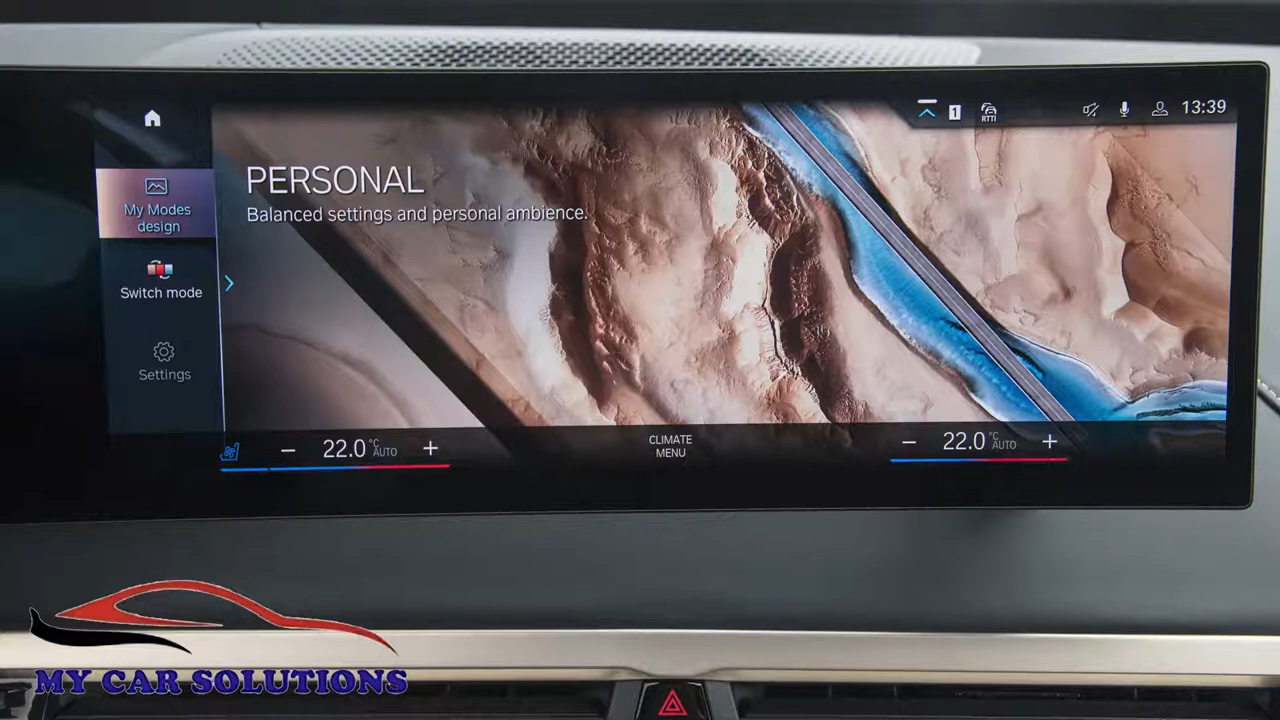 1
RTTI
13:39
My Modes
design
PERSONAL
Balanced settings and personal ambience.
Switch mode
Settings
22.0 °C AUTO
CLIMATE
MENU
22.0 °C AUTO
MY CAR SOLUTIONS